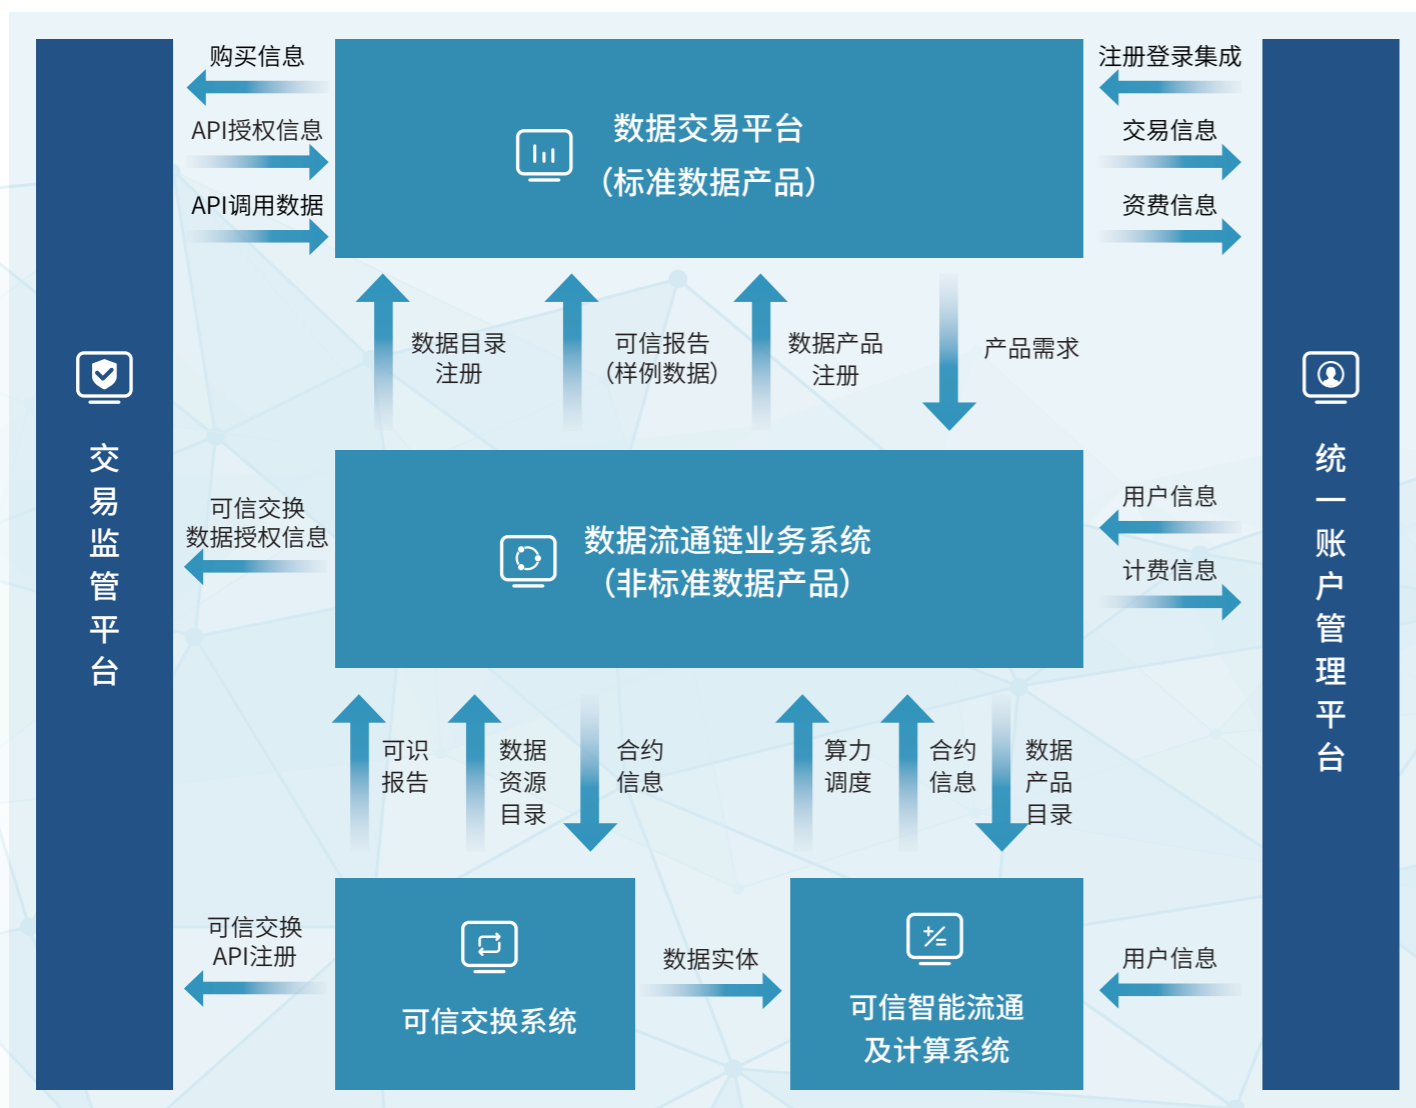 购买信息
API授权信息
API调用数据
数据交易平台
（标准数据产品）
注册登录集成
交易信息
资费信息
数据目录
注册
可信报告
（样例数据）
数据产品
注册
产品需求
交易监管平台
可信交换
数据授权信息
数据流通链业务系统
（非标准数据产品）
用户信息
计费信息
统一账户管理平台
可识
报告
数据
资源
目录
合约
信息
算力
调度
合约
信息
数据
产品
目录
可信交换
API注册
可信交换系统
数据实体
可信智能流通
及计算系统
用户信息